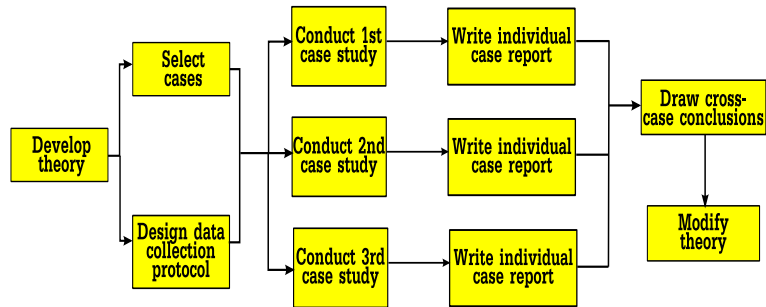 Develop
theory
Select
cases
Design data
collection
protocol
Conduct 1st
case study
Write individual
case report
Conduct 2nd
case study
Write individual
case report
Conduct 3rd
case study
Write individual
case report
Draw cross-
case conclusions
Modify
theory